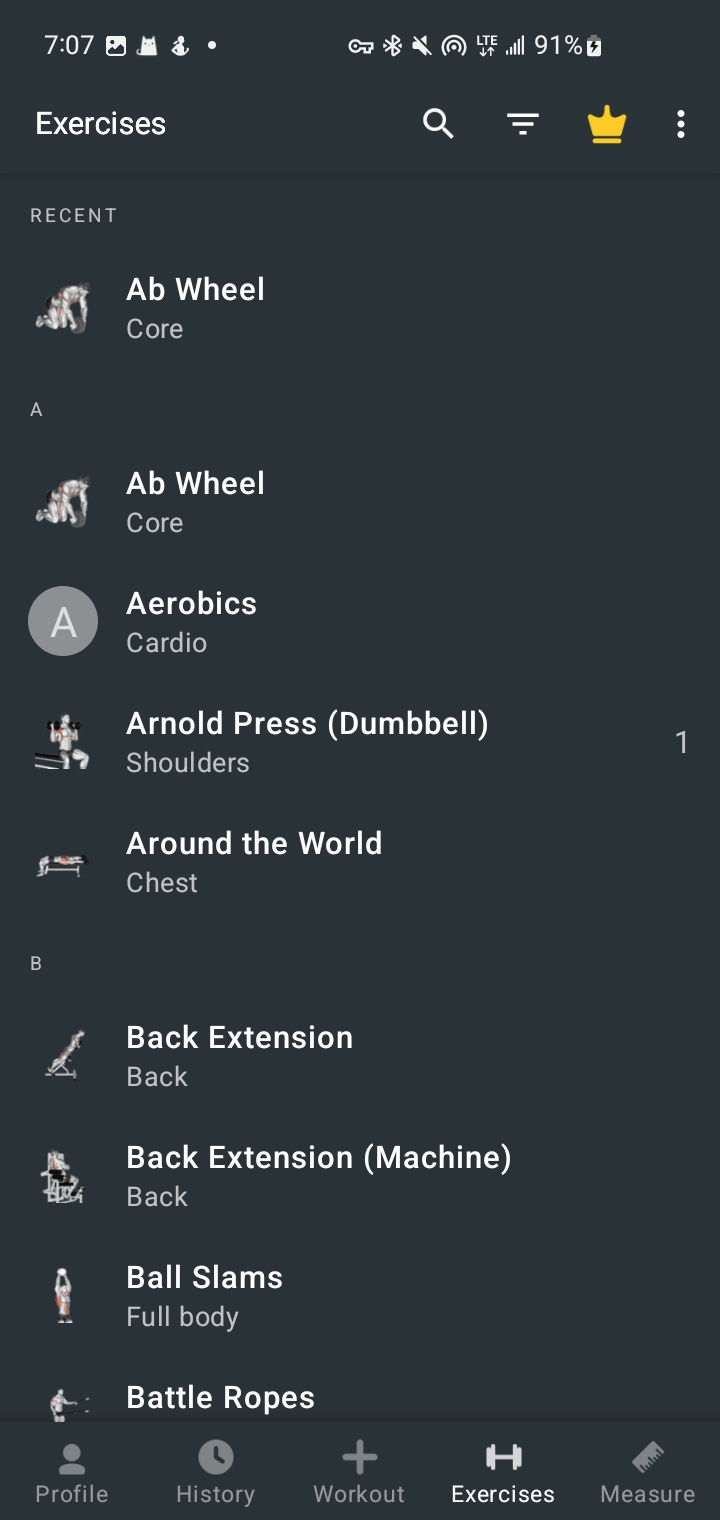 7:07
LTE
91%
Exercises
RECENT
Ab Wheel
Core
A
Ab Wheel
Core
A
Aerobics
Cardio
Arnold Press (Dumbbell)
Shoulders
1
Around the World
Chest
B
Back Extension
Back
Back Extension (Machine)
Back
Ball Slams
Full body
Battle Ropes
Profile
History
Workout
Exercises
Measure